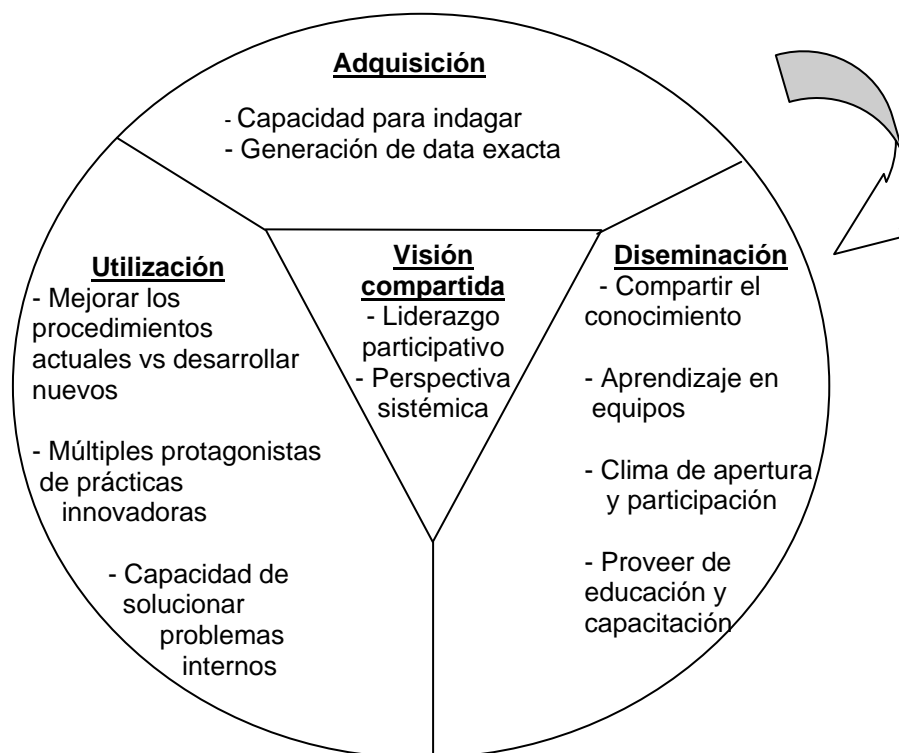 Adquisición
- Capacidad para indagar
- Generación de data exacta
Utilización
- Mejorar los
procedimientos
actuales vs desarrollar
nuevos
- Múltiples protagonistas
de prácticas
innovadoras
- Capacidad de
solucionar
problemas
internos
Visión
compartida
- Liderazgo
participativo
- Perspectiva
sistémica
Diseminación
- Compartir el
conocimiento
- Aprendizaje en
equipos
- Clima de apertura
y participación
- Proveer de
educación y
capacitación